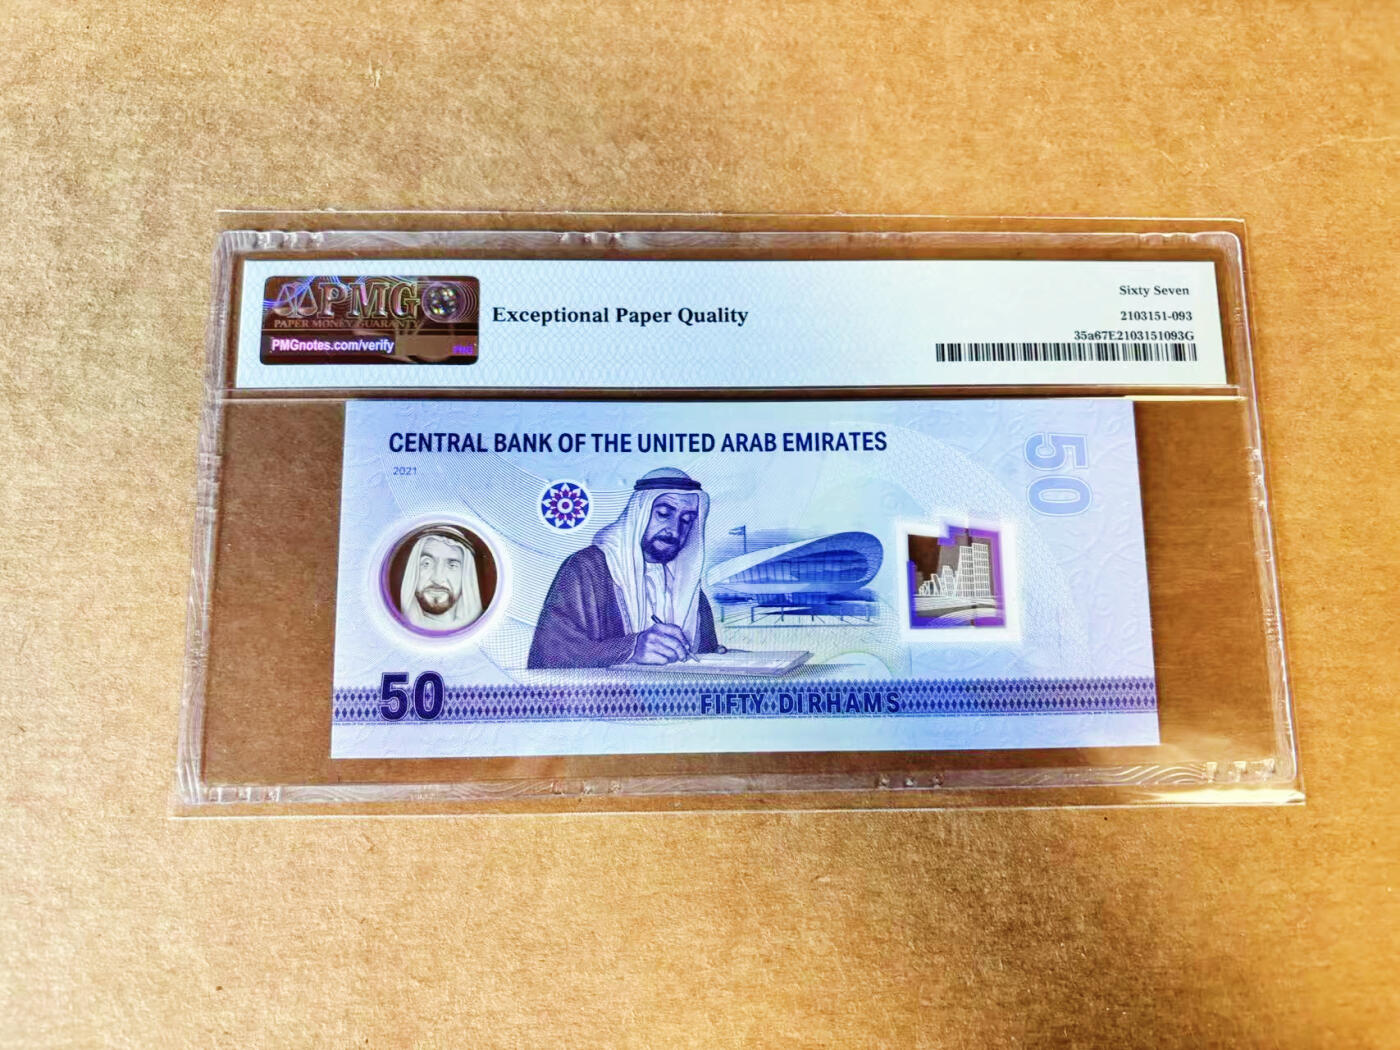 PMG
PAPER MONEY GUARANTY
PMGnotes.com/verify
Exceptional Paper Quality
Sixty Seven
2103151-093
35a67E2103151093G
CENTRAL BANK OF THE UNITED ARAB EMIRATES
2021
50
50
FIFTY DIRHAMS